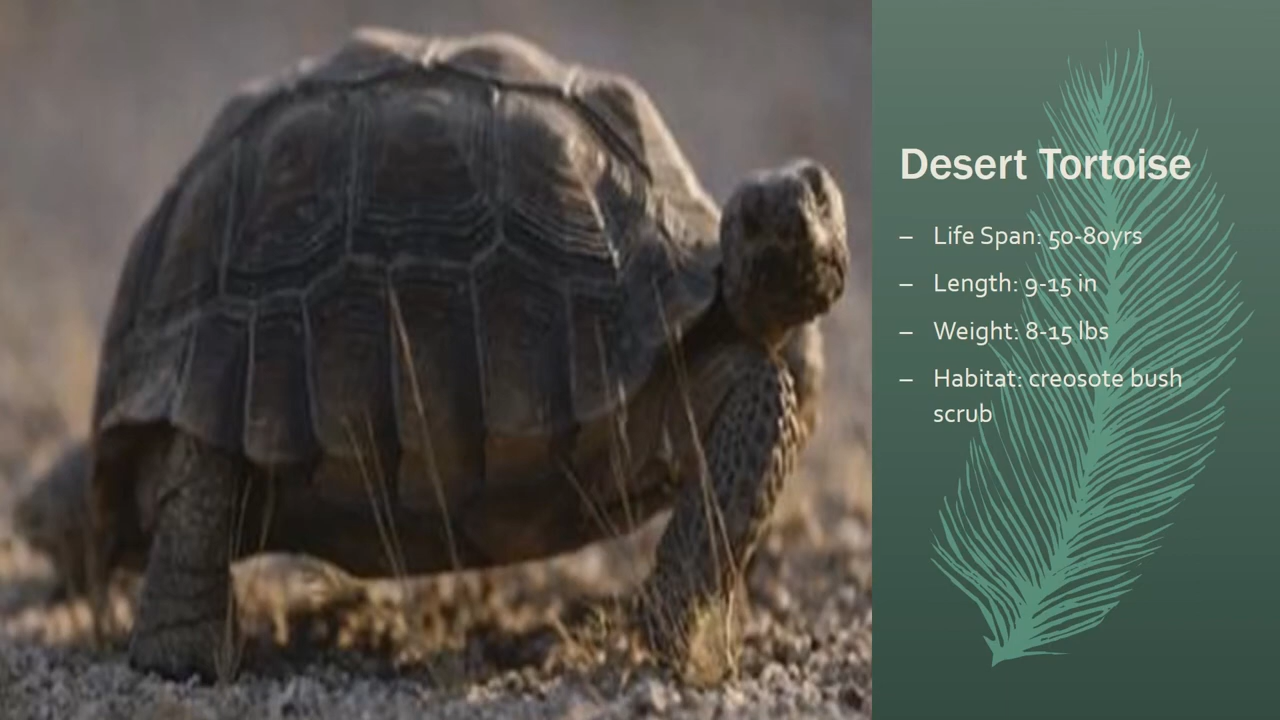 Desert Tortoise
– Life Span: 50-80yrs
– Length: 9-15 in
– Weight: 8-15 lbs
– Habitat: creosote bush
scrub